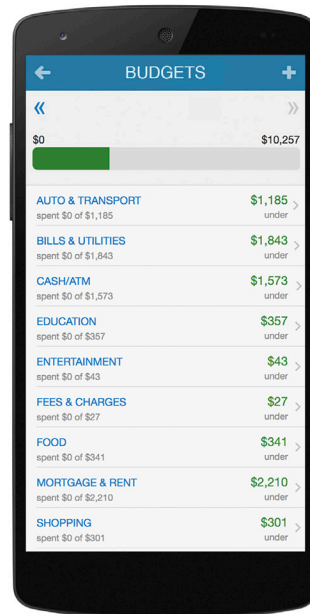 BUDGETS
$0 $10,257
AUTO & TRANSPORT $1,185
spent $0 of $1,185 under
BILLS & UTILITIES $1,843
spent $0 of $1,843 under
CASH/ATM $1,573
spent $0 of $1,573 under
EDUCATION $357
spent $0 of $357 under
ENTERTAINMENT $43
spent $0 of $43 under
FEES & CHARGES $27
spent $0 of $27 under
FOOD $341
spent $0 of $341 under
MORTGAGE & RENT $2,210
spent $0 of $2,210 under
SHOPPING $301
spent $0 of $301 under